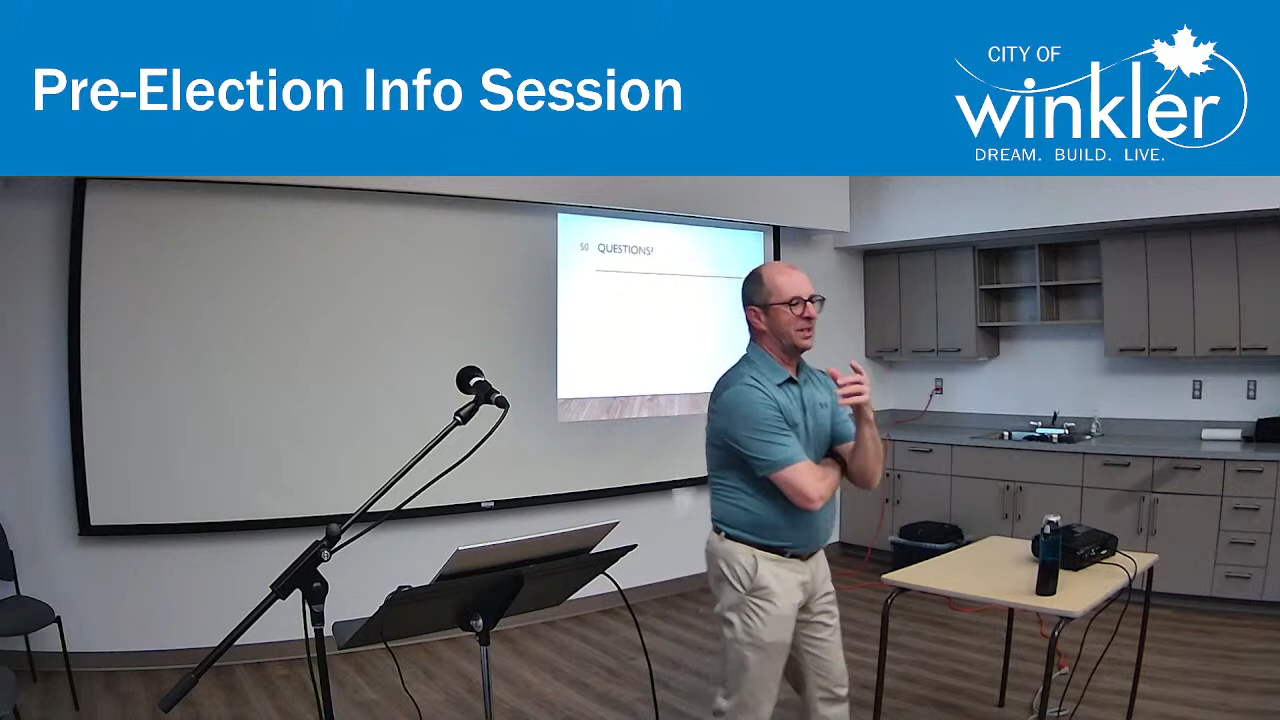 Pre-Election Info Session
CITY OF
winkler
DREAM. BUILD. LIVE.
50 QUESTIONS?